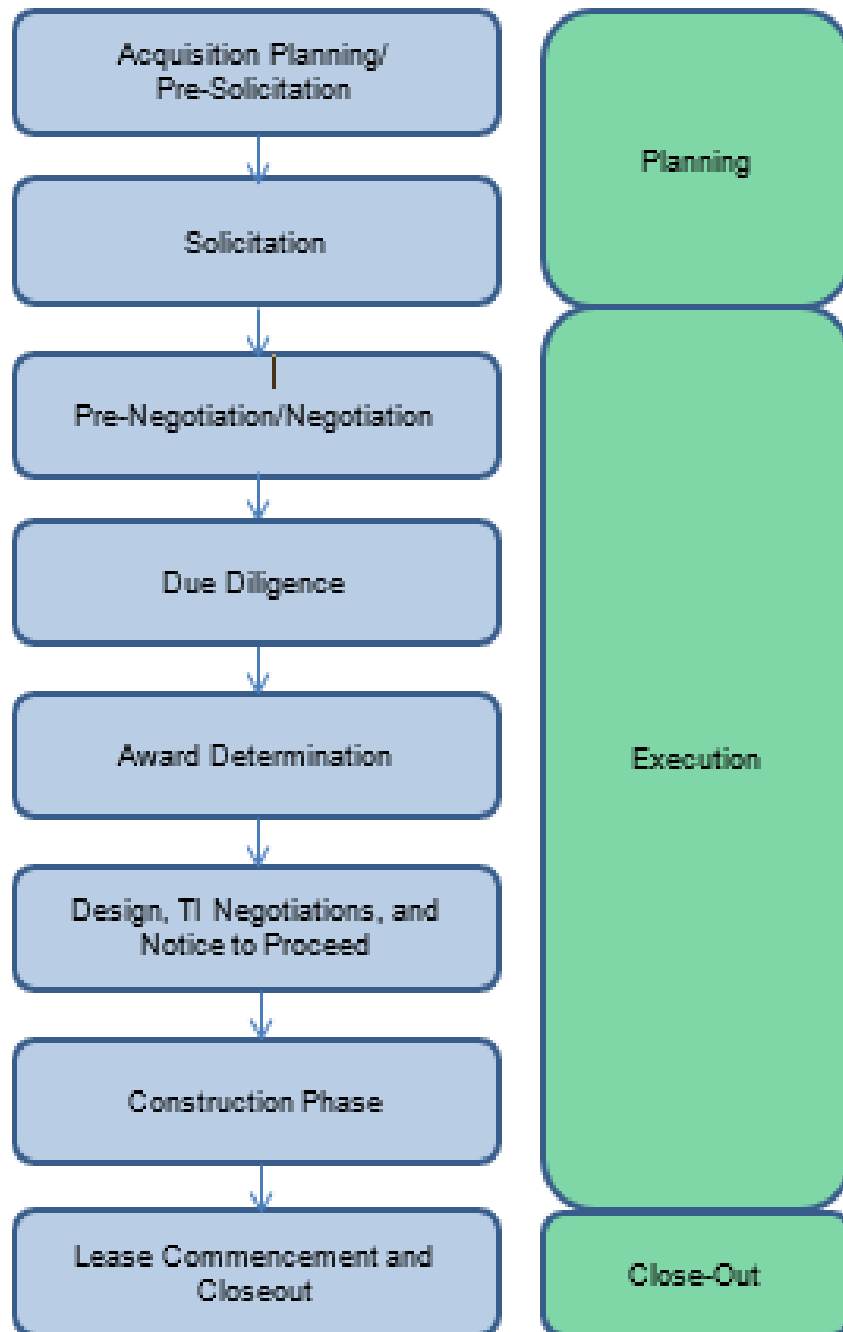 Acquisition Planning/
Pre-Solicitation
Planning
Solicitation
Pre-Negotiation/Negotiation
Due Diligence
Award Determination
Execution
Design, TI Negotiations, and
Notice to Proceed
Construction Phase
Lease Commencement and
Closeout
Close-Out